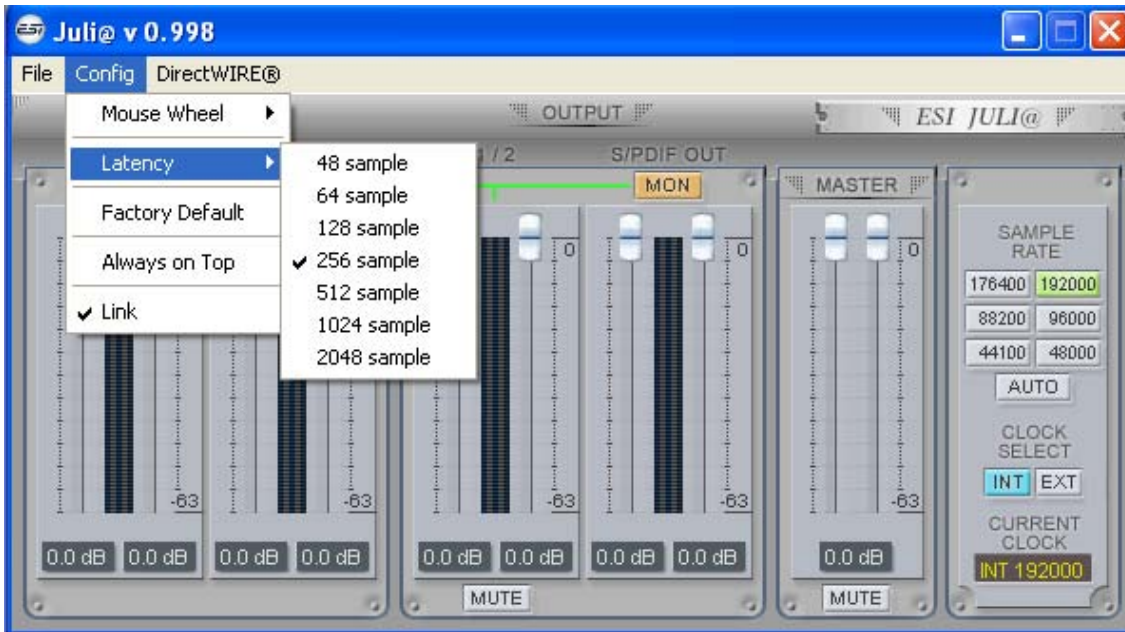 ESI Juli@ v 0.998
File Config DirectWIRE®
Mouse Wheel
Latency
Factory Default
Always on Top
Link
48 sample
64 sample
128 sample
256 sample
512 sample
1024 sample
2048 sample
OUTPUT
1 / 2 S/PDIF OUT
MON
0 0
-63 -63 -63 -63
0.0 dB 0.0 dB 0.0 dB 0.0 dB 0.0 dB 0.0 dB 0.0 dB 0.0 dB
MUTE
MASTER
0
-63
0.0 dB
MUTE
ESI JULI@
SAMPLE
RATE
176400 192000
88200 96000
44100 48000
AUTO
CLOCK
SELECT
INT EXT
CURRENT
CLOCK
INT 192000